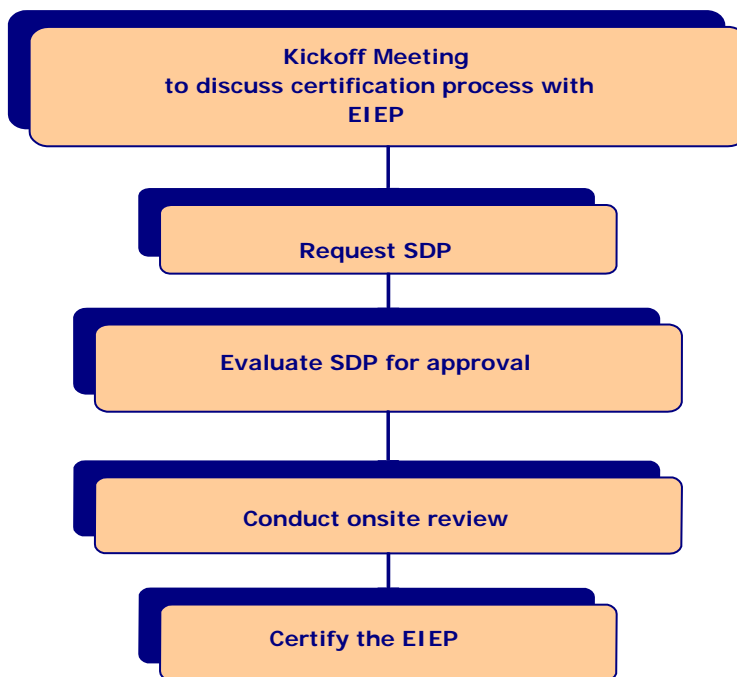 Kickoff Meeting
to discuss certification process with
EIEP
Request SDP
Evaluate SDP for approval
Conduct onsite review
Certify the EIEP